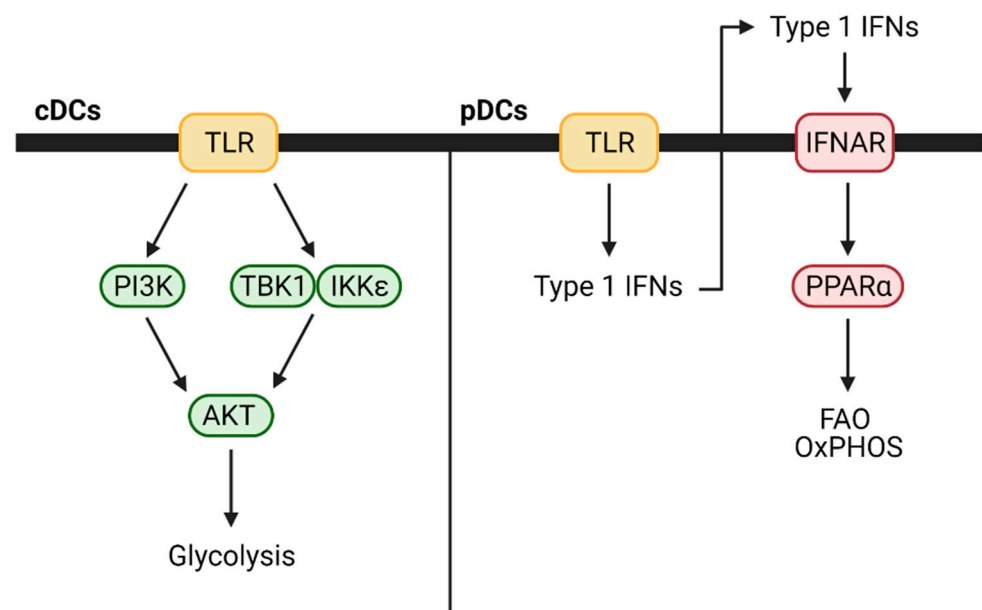 cDCs
TLR
PI3K
TBK1 IKKε
AKT
Glycolysis
pDCs
TLR
Type 1 IFNs
Type 1 IFNs
IFNAR
PPARα
FAO
OxPHOS